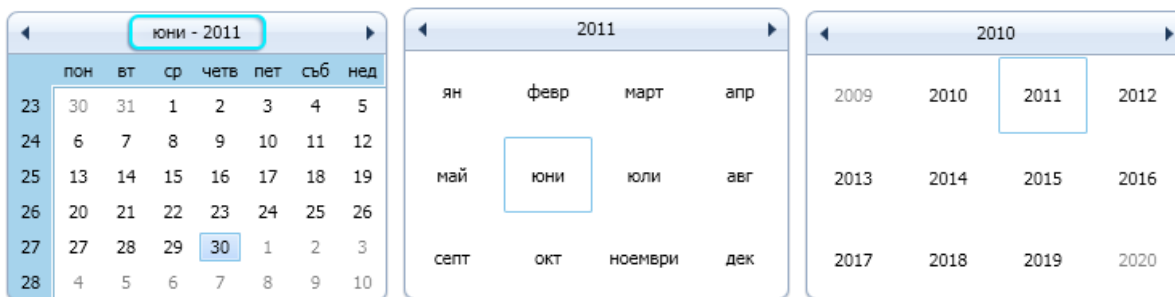 юни - 2011
пон вт ср четв пет съб нед
23 30 31 1 2 3 4 5
24 6 7 8 9 10 11 12
25 13 14 15 16 17 18 19
26 20 21 22 23 24 25 26
27 27 28 29 30 1 2 3
28 4 5 6 7 8 9 10
2011
ян февр март апр
май юни юли авг
септ окт ноември дек
2010
2009 2010 2011 2012
2013 2014 2015 2016
2017 2018 2019 2020